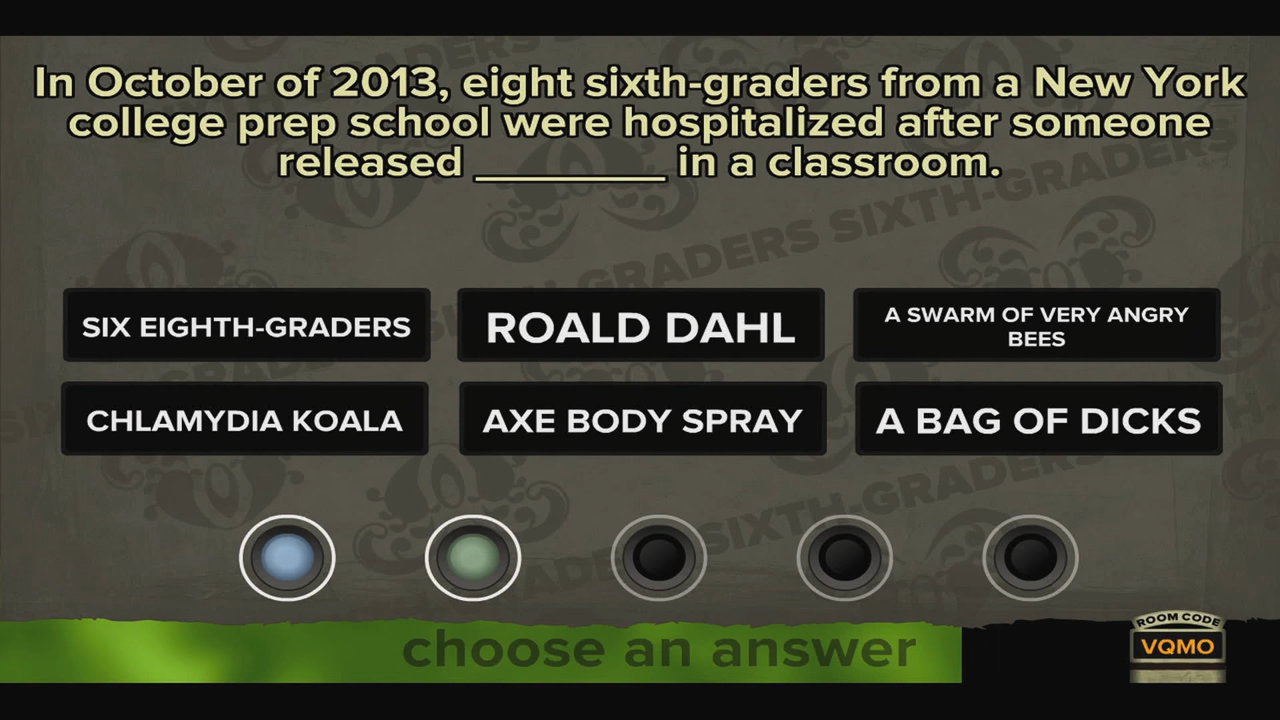 In October of 2013, eight sixth-graders from a New York
college prep school were hospitalized after someone
released ________ in a classroom.
SIX EIGHTH-GRADERS
ROALD DAHL
A SWARM OF VERY ANGRY
BEES
CHLAMYDIA KOALA
AXE BODY SPRAY
A BAG OF DICKS
choose an answer
ROOM CODE
VQMO
SIXTH-GRADERS